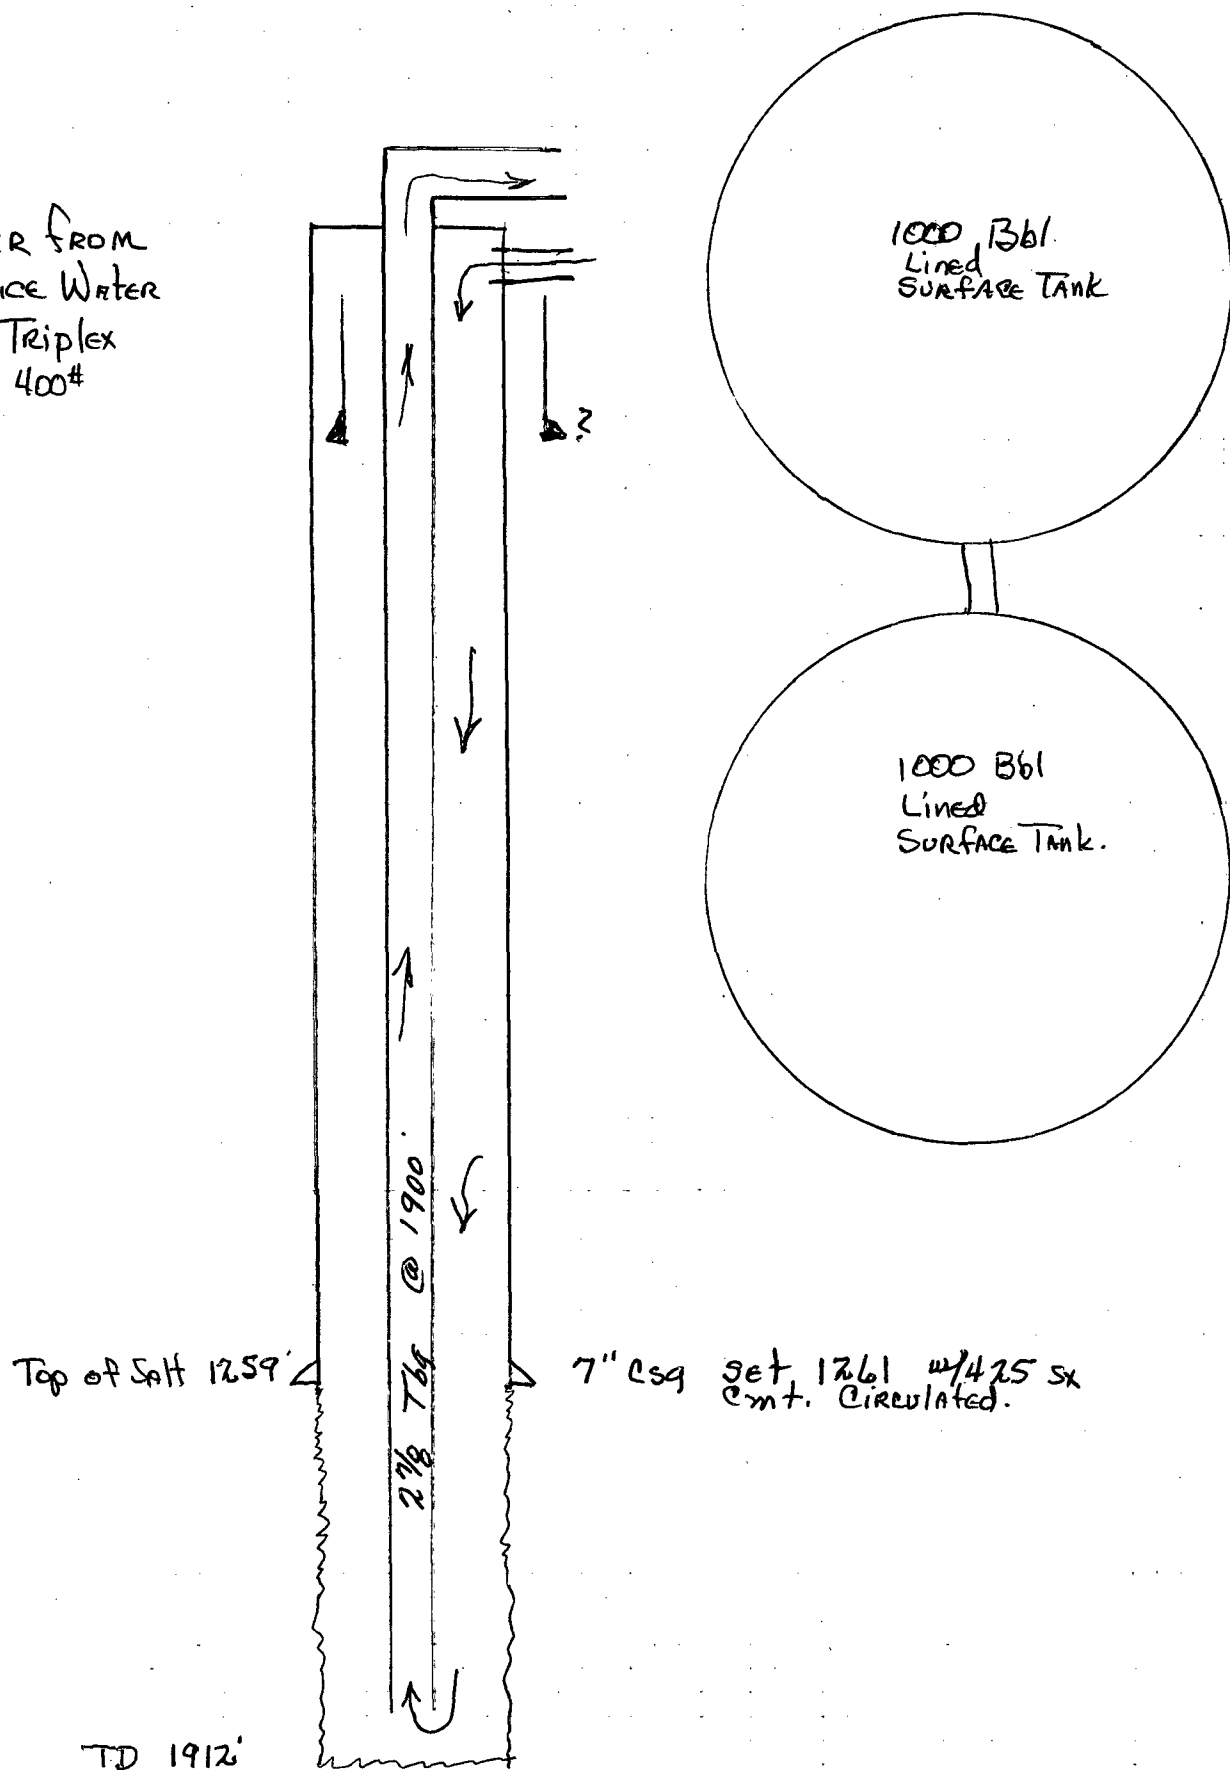 FROM
WATER
Triplex
400#
?
1000 Bbl
Lined
SURFACE TANK
1000 Bbl
Lined
SURFACE TANK.
2 7/8 Tbg @ 1900'
Top of Salt 1259'
7" Csg set 1261 w/425 sx
Cmt. CIRCULATED.
TD 1912'